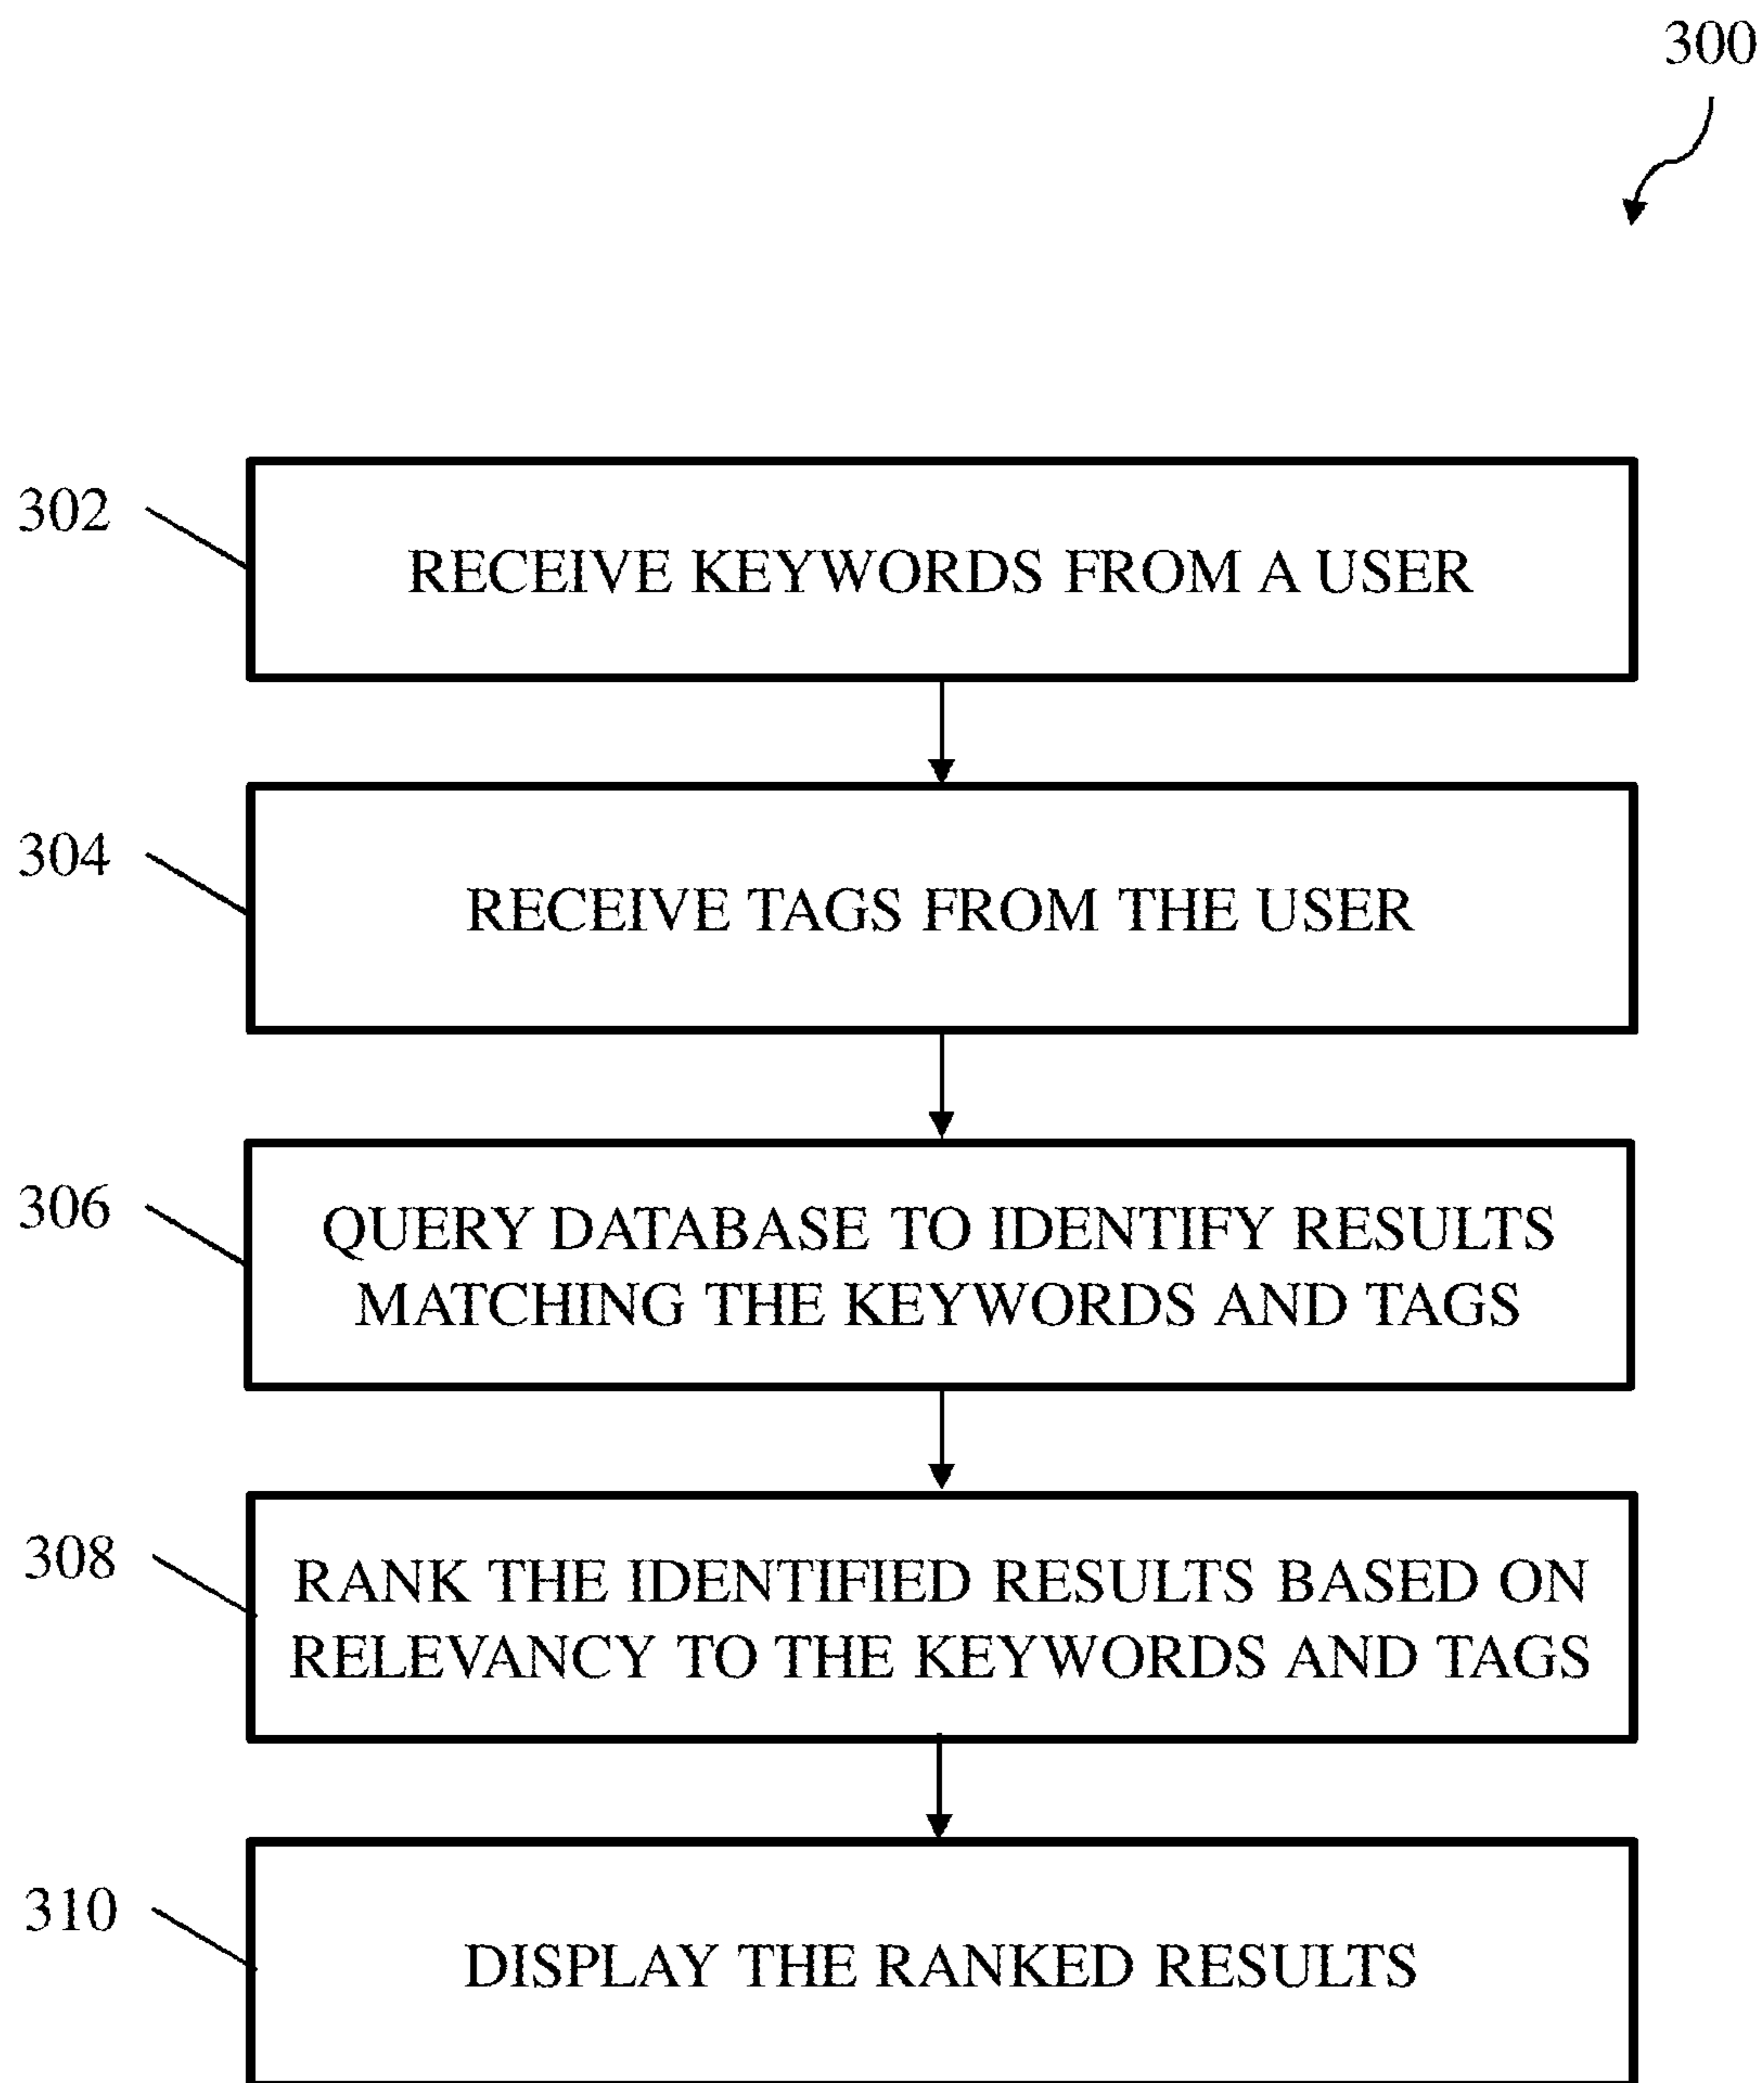 300
302
RECEIVE KEYWORDS FROM A USER
304
RECEIVE TAGS FROM THE USER
306
QUERY DATABASE TO IDENTIFY RESULTS
MATCHING THE KEYWORDS AND TAGS
308
RANK THE IDENTIFIED RESULTS BASED ON
RELEVANCY TO THE KEYWORDS AND TAGS
310
DISPLAY THE RANKED RESULTS